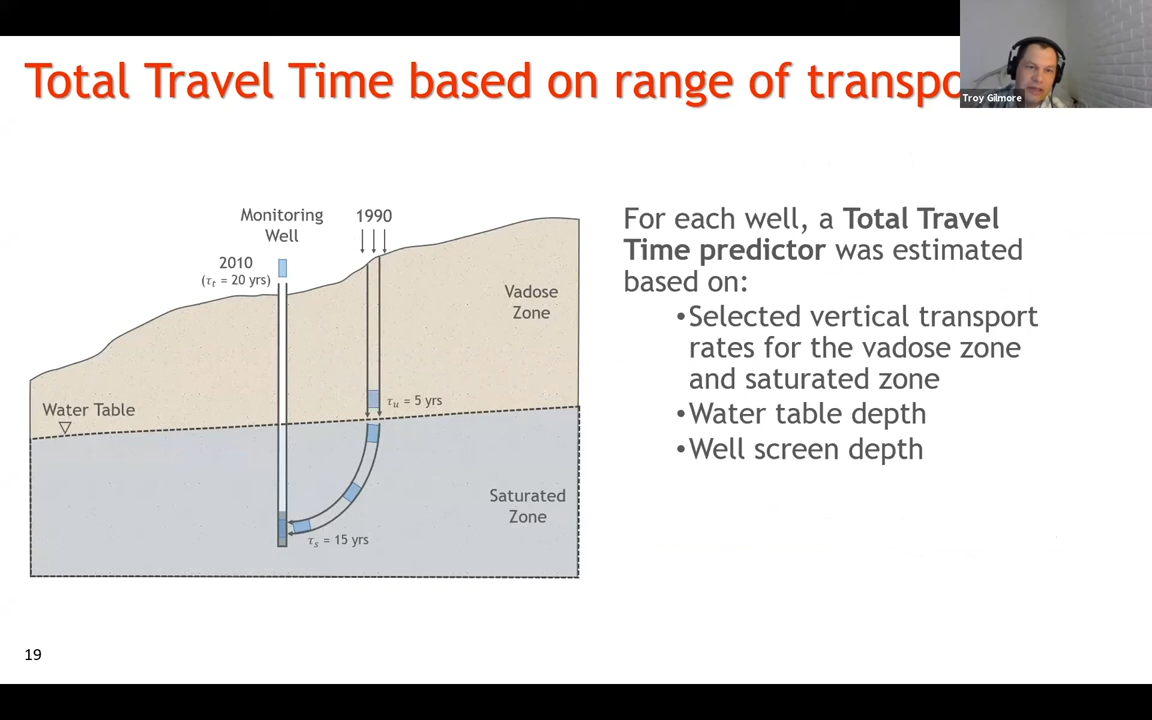 Total Travel Time based on range of transpo
Troy Gilmore
Monitoring
Well
1990
2010
(τt = 20 yrs)
Vadose
Zone
Water Table
τu = 5 yrs
Saturated
Zone
τs = 15 yrs
For each well, a Total Travel
Time predictor was estimated
based on:
•Selected vertical transport
rates for the vadose zone
and saturated zone
•Water table depth
•Well screen depth
19